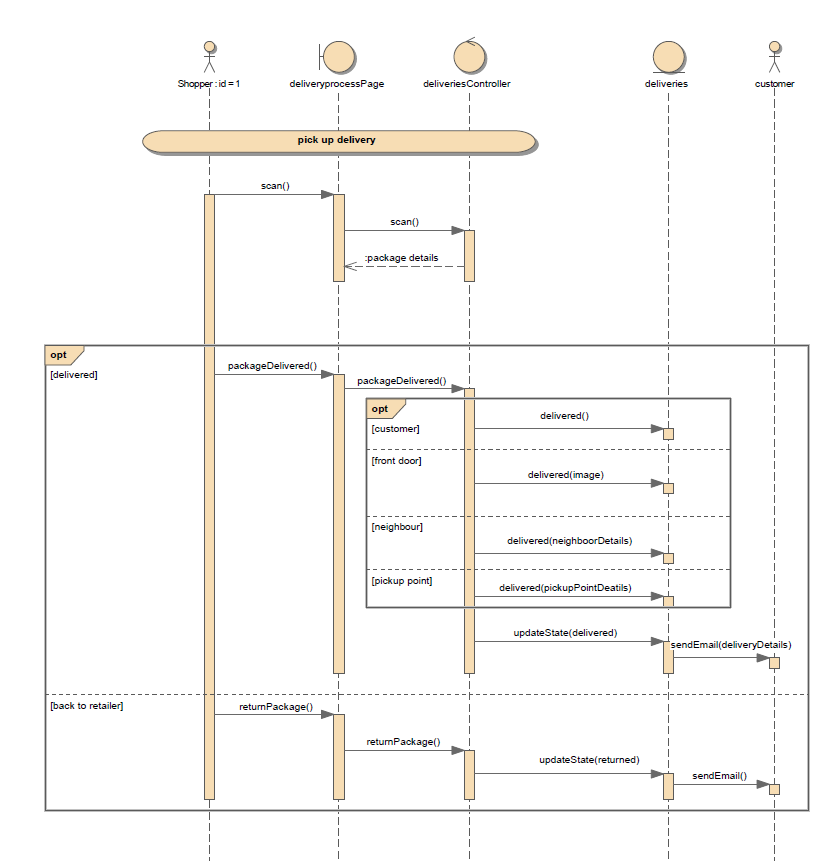 Shopper : id = 1
deliveryprocessPage
deliveriesController
deliveries
customer
pick up delivery
scan()
scan()
:package details
opt
[delivered]
packageDelivered()
packageDelivered()
opt
[customer]
delivered()
[front door]
delivered(image)
[neighbour]
delivered(neighboorDetails)
[pickup point]
delivered(pickupPointDeatils)
updateState(delivered)
sendEmail(deliveryDetails)
[back to retailer]
returnPackage()
returnPackage()
updateState(returned)
sendEmail()